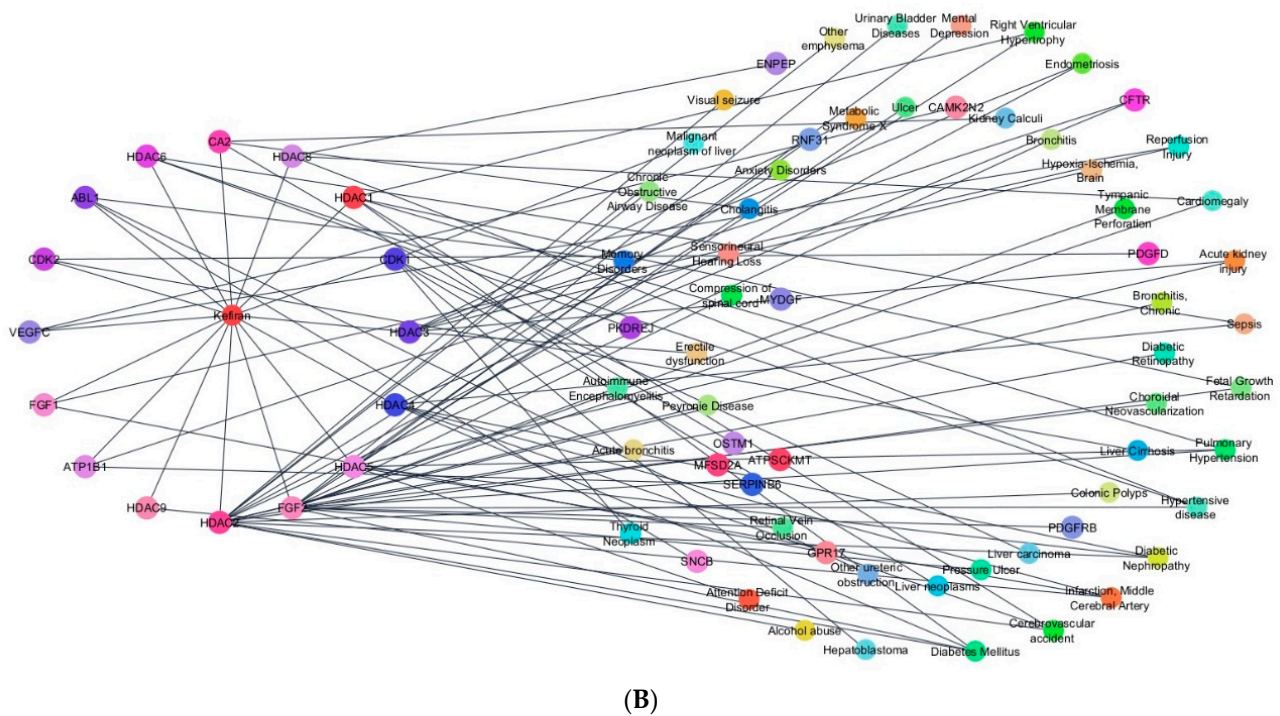 Urinary Bladder
Diseases
Mental
Depression
Right Ventricular
Hypertrophy
Other
emphysema
ENPEP
Endometriosis
Visual seizure
CFTR
Metabolic
Syndrome X
Ulcer
CAMK2N2
Kidney Calculi
CA2
HDAC6
HDAC8
Malignant
neoplasm of liver
RNF31
Bronchitis
Reporfusion
Injury
Anxiety Disorders
Hypoxia-Ischemia,
Brain
ABL1
HDAC1
Chronic
Obstructive
Airway Disease
Cholangitis
Tympanic
Membrane
Perforation
Cardiomegaly
CDK2
CDK1
Memory
Disorders
Sensorineural
Hearing Loss
PDGFD
Acute kidney
injury
Compression of
spinal cord
MYDGF
Bronchitis,
Chronic
Kefiran
VEGFC
HDAC3
PKDREJ
Sepsis
Erectile
dysfunction
Diabetic
Retinopathy
FGF1
HDAC4
Autoimmune
Encephalomyelitis
Peyronie Disease
Choroidal
Neovascularization
Fetal Growth
Retardation
ATP1B1
HDAC5
Acute bronchitis
OSTM1
MFSD2A
ATPSCKMT
SERPINB6
Liver Cirrhosis
Pulmonary
Hypertension
HDAC9
HDAC2
FGF2
Colonic Polyps
Hypertensive
disease
Thyroid
Neoplasm
Retinal Vein
Occlusion
PDGFRB
SNCB
GPR17
Other ureteric
obstruction
Liver carcinoma
Pressure Ulcer
Diabetic
Nephropathy
Liver neoplasms
Attention Deficit
Disorder
Infarction, Middle
Cerebral Artery
Alcohol abuse
Cerebrovascular
accident
Hepatoblastoma
Diabetes Mellitus
(B)